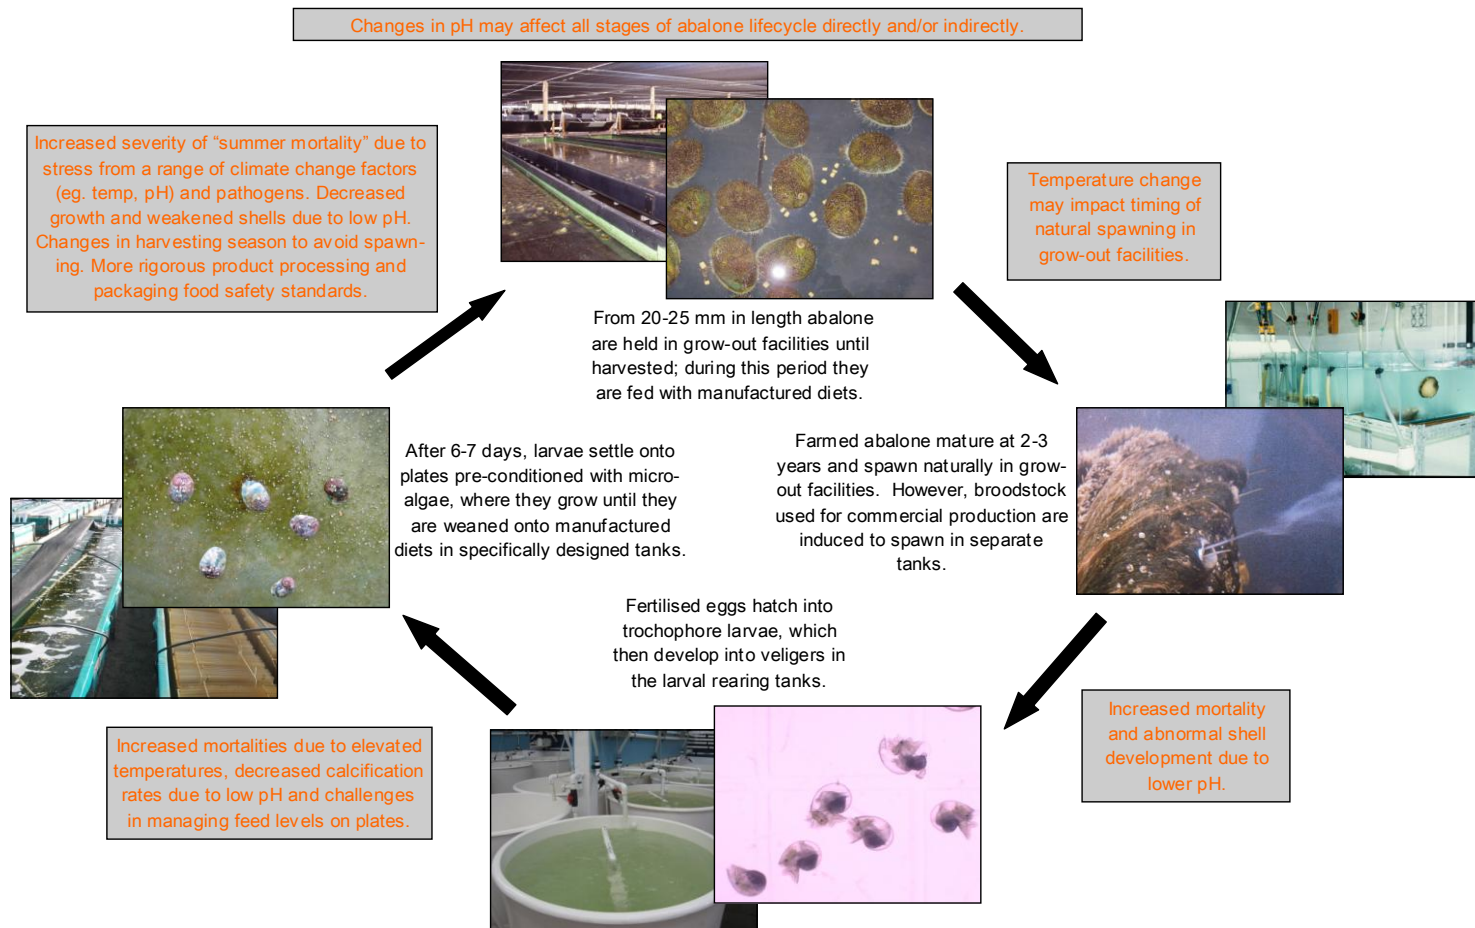 Changes in pH may affect all stages of abalone lifecycle directly and/or indirectly.
Increased severity of “summer mortality” due to
stress from a range of climate change factors
(eg. temp, pH) and pathogens. Decreased
growth and weakened shells due to low pH.
Changes in harvesting season to avoid spawn-
ing. More rigorous product processing and
packaging food safety standards.
Temperature change
may impact timing of
natural spawning in
grow-out facilities.
From 20-25 mm in length abalone
are held in grow-out facilities until
harvested; during this period they
are fed with manufactured diets.
After 6-7 days, larvae settle onto
plates pre-conditioned with micro-
algae, where they grow until they
are weaned onto manufactured
diets in specifically designed tanks.
Farmed abalone mature at 2-3
years and spawn naturally in grow-
out facilities.  However, broodstock
used for commercial production are
induced to spawn in separate
tanks.
Fertilised eggs hatch into
trochophore larvae, which
then develop into veligers in
the larval rearing tanks.
Increased mortalities due to elevated
temperatures, decreased calcification
rates due to low pH and challenges
in managing feed levels on plates.
Increased mortality
and abnormal shell
development due to
lower pH.